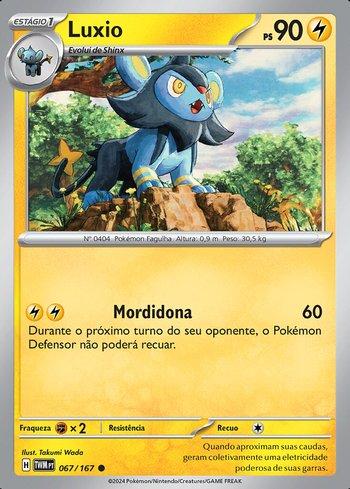 ESTÁGIO 1
Luxio
PS 90
Evolui de Shinx
Nº 0404 Pokémon Fagulha Altura: 0,9 m Peso: 30,5 kg
Mordidona 60
Durante o próximo turno do seu oponente, o Pokémon
Defensor não poderá recuar.
Fraqueza × 2 Resistência Recuo
Ilust. Takumi Wada
Quando aproximam suas caudas,
geram coletivamente uma eletricidade
poderosa de suas garras.
H TWM PT 067/167
©2024 Pokémon/Nintendo/Creatures/GAME FREAK